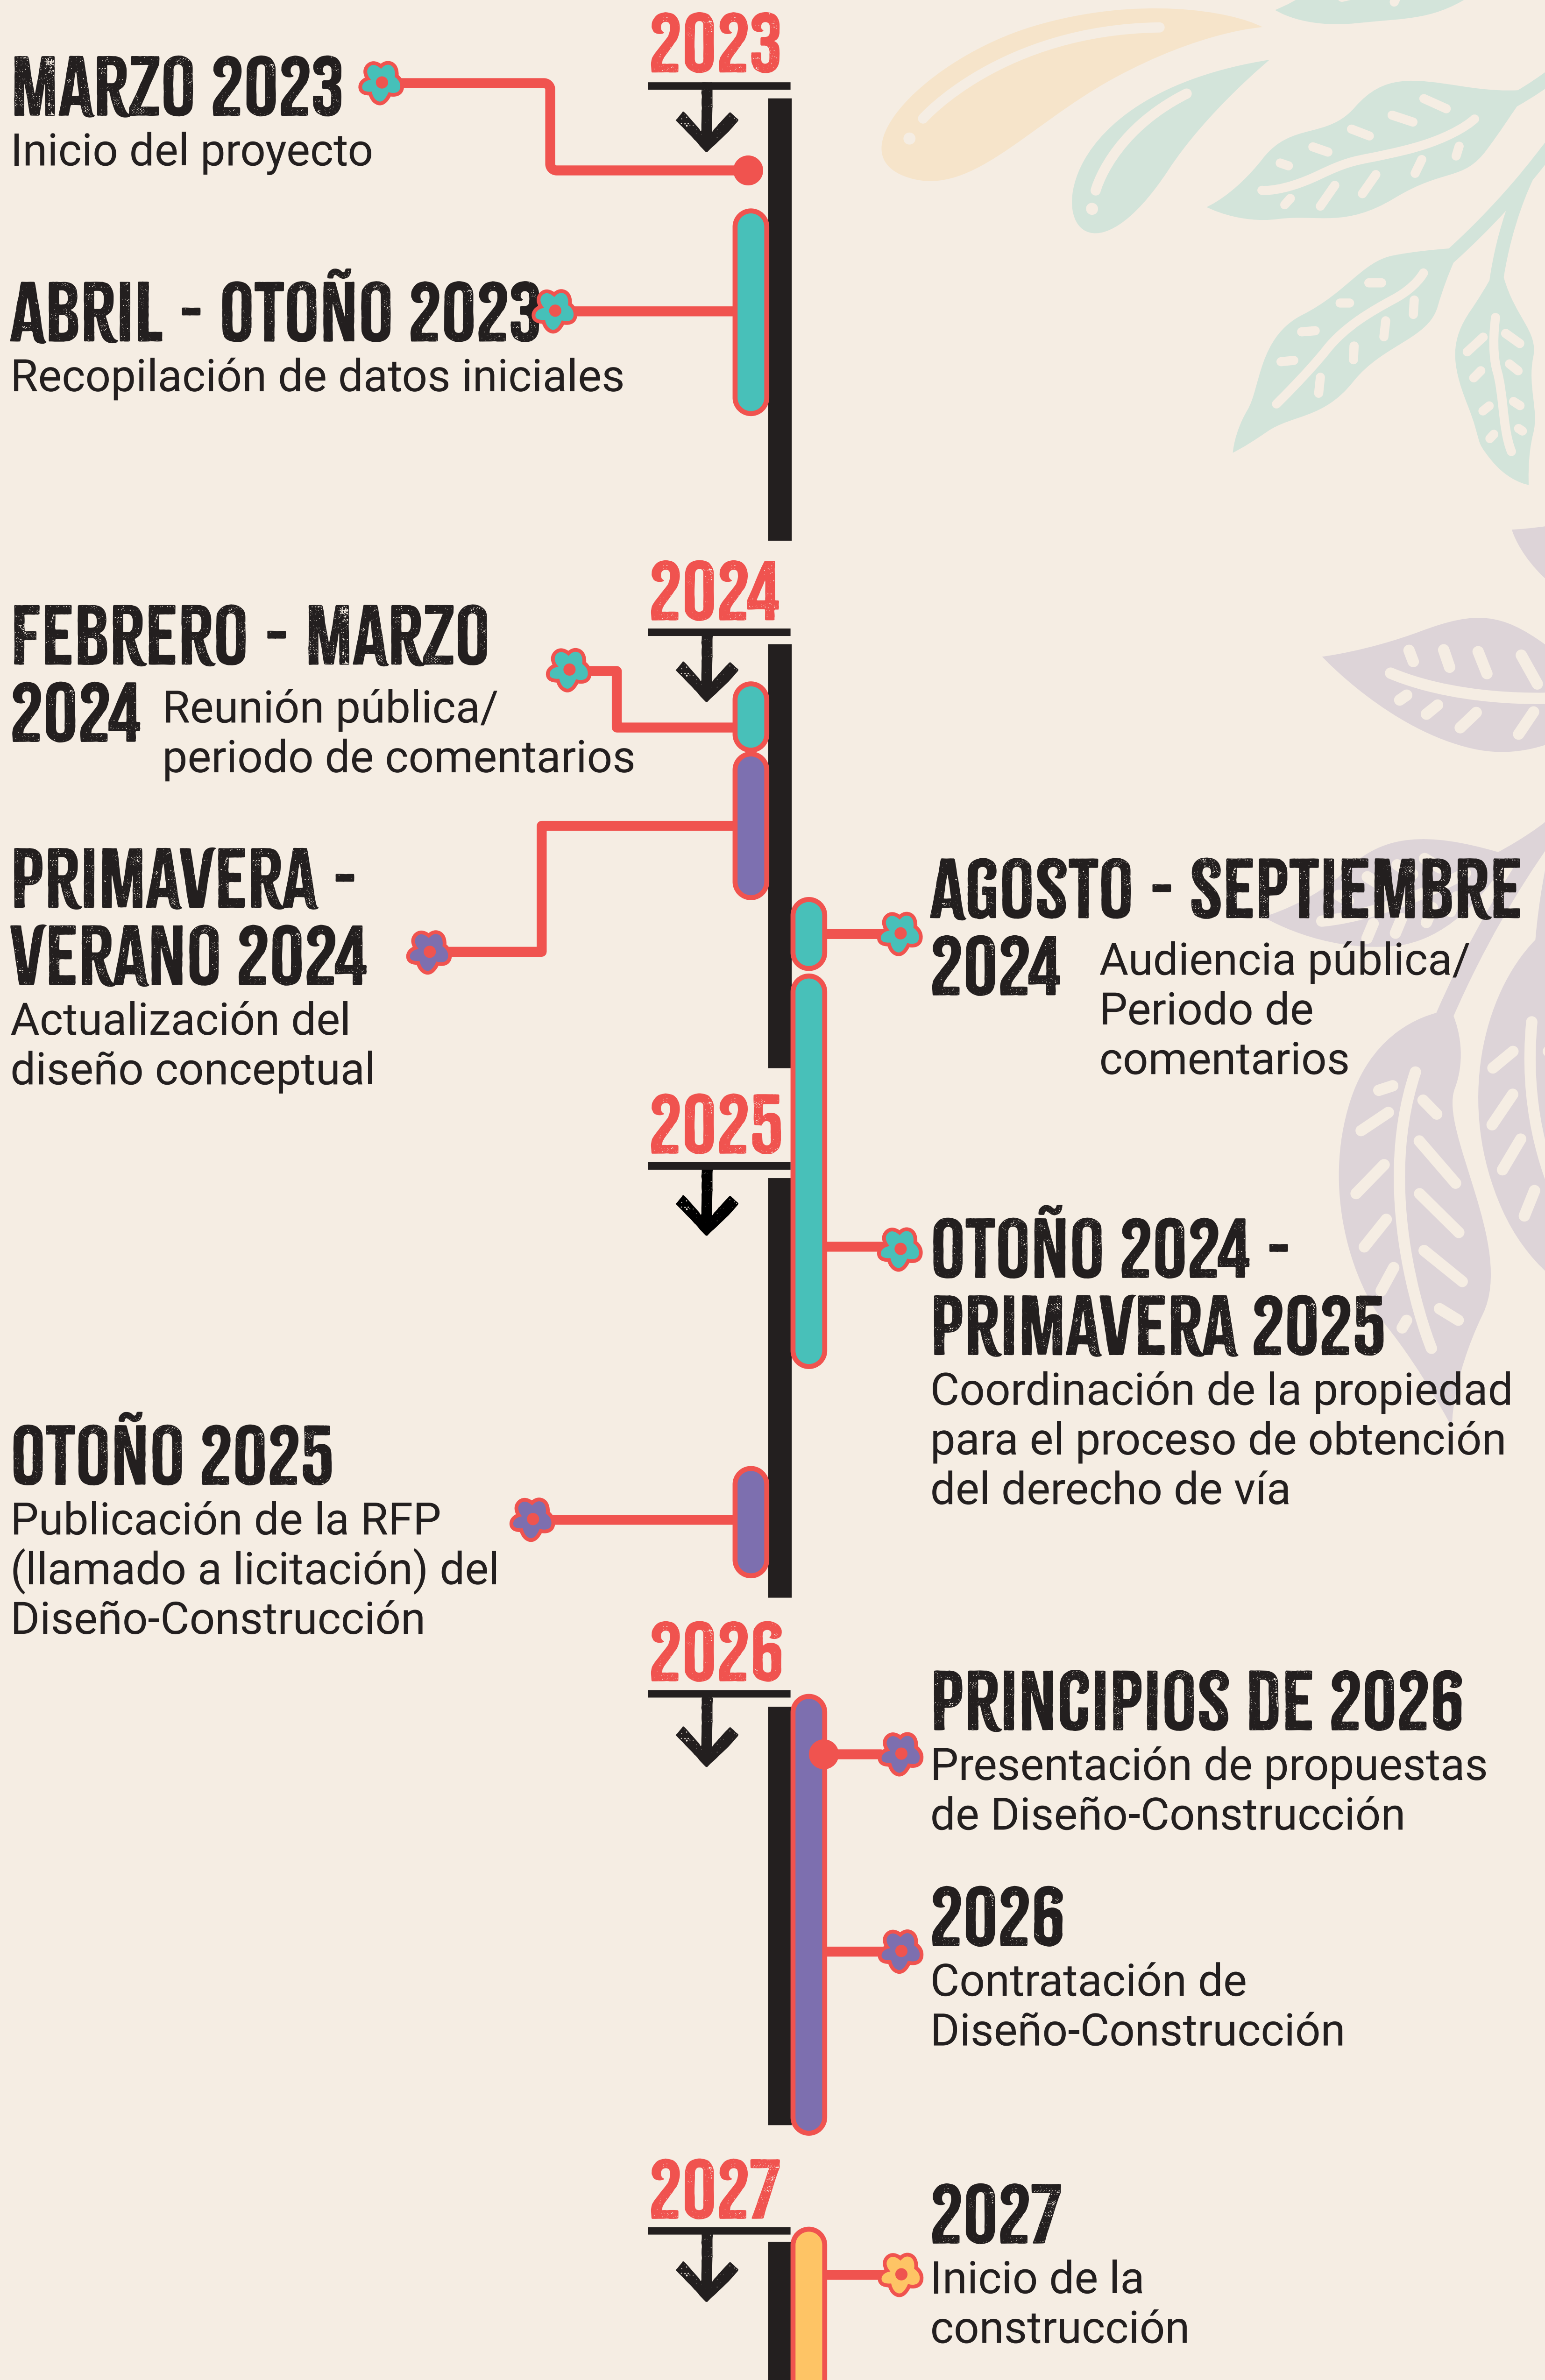 2023
MARZO 2023
Inicio del proyecto
ABRIL - OTOÑO 2023
Recopilación de datos iniciales
2024
FEBRERO - MARZO
2024 Reunión pública/
periodo de comentarios
PRIMAVERA -
VERANO 2024
Actualización del
diseño conceptual
AGOSTO - SEPTIEMBRE
2024 Audiencia pública/
Periodo de
comentarios
2025
OTOÑO 2024 -
PRIMAVERA 2025
Coordinación de la propiedad
para el proceso de obtención
del derecho de vía
OTOÑO 2025
Publicación de la RFP
(llamado a licitación) del
Diseño-Construcción
2026
PRINCIPIOS DE 2026
Presentación de propuestas
de Diseño-Construcción
2026
Contratación de
Diseño-Construcción
2027
2027
Inicio de la
construcción